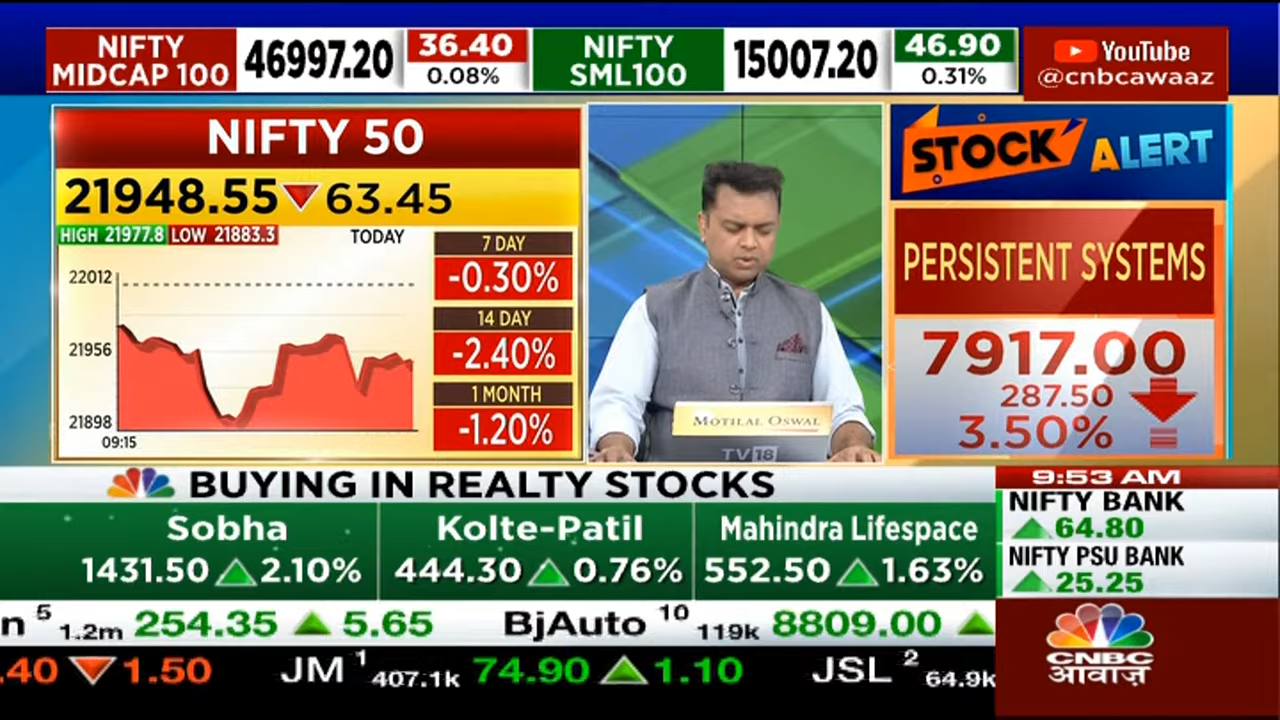 NIFTY
MIDCAP 100
46997.20
36.40
0.08%
NIFTY
SML100
15007.20
46.90
0.31%
YouTube
@cnbcawaaz
NIFTY 50
21948.55 63.45
HIGH 21977.8 LOW 21883.3
TODAY
22012
21956
21898
09:15
7 DAY
-0.30%
14 DAY
-2.40%
1 MONTH
-1.20%
MOTILAL OSWAL
TV18
STOCK ALERT
PERSISTENT SYSTEMS
7917.00
287.50
3.50%
BUYING IN REALTY STOCKS
Sobha
1431.50 2.10%
Kolte-Patil
444.30 0.76%
Mahindra Lifespace
552.50 1.63%
9:53 AM
NIFTY BANK
64.80
NIFTY PSU BANK
25.25
n 5 1.2m 254.35 5.65 BjAuto 10 119k 8809.00
.40 1.50 JM 1 407.1k 74.90 1.10 JSL 2 64.9k
CNBC
आवाज़